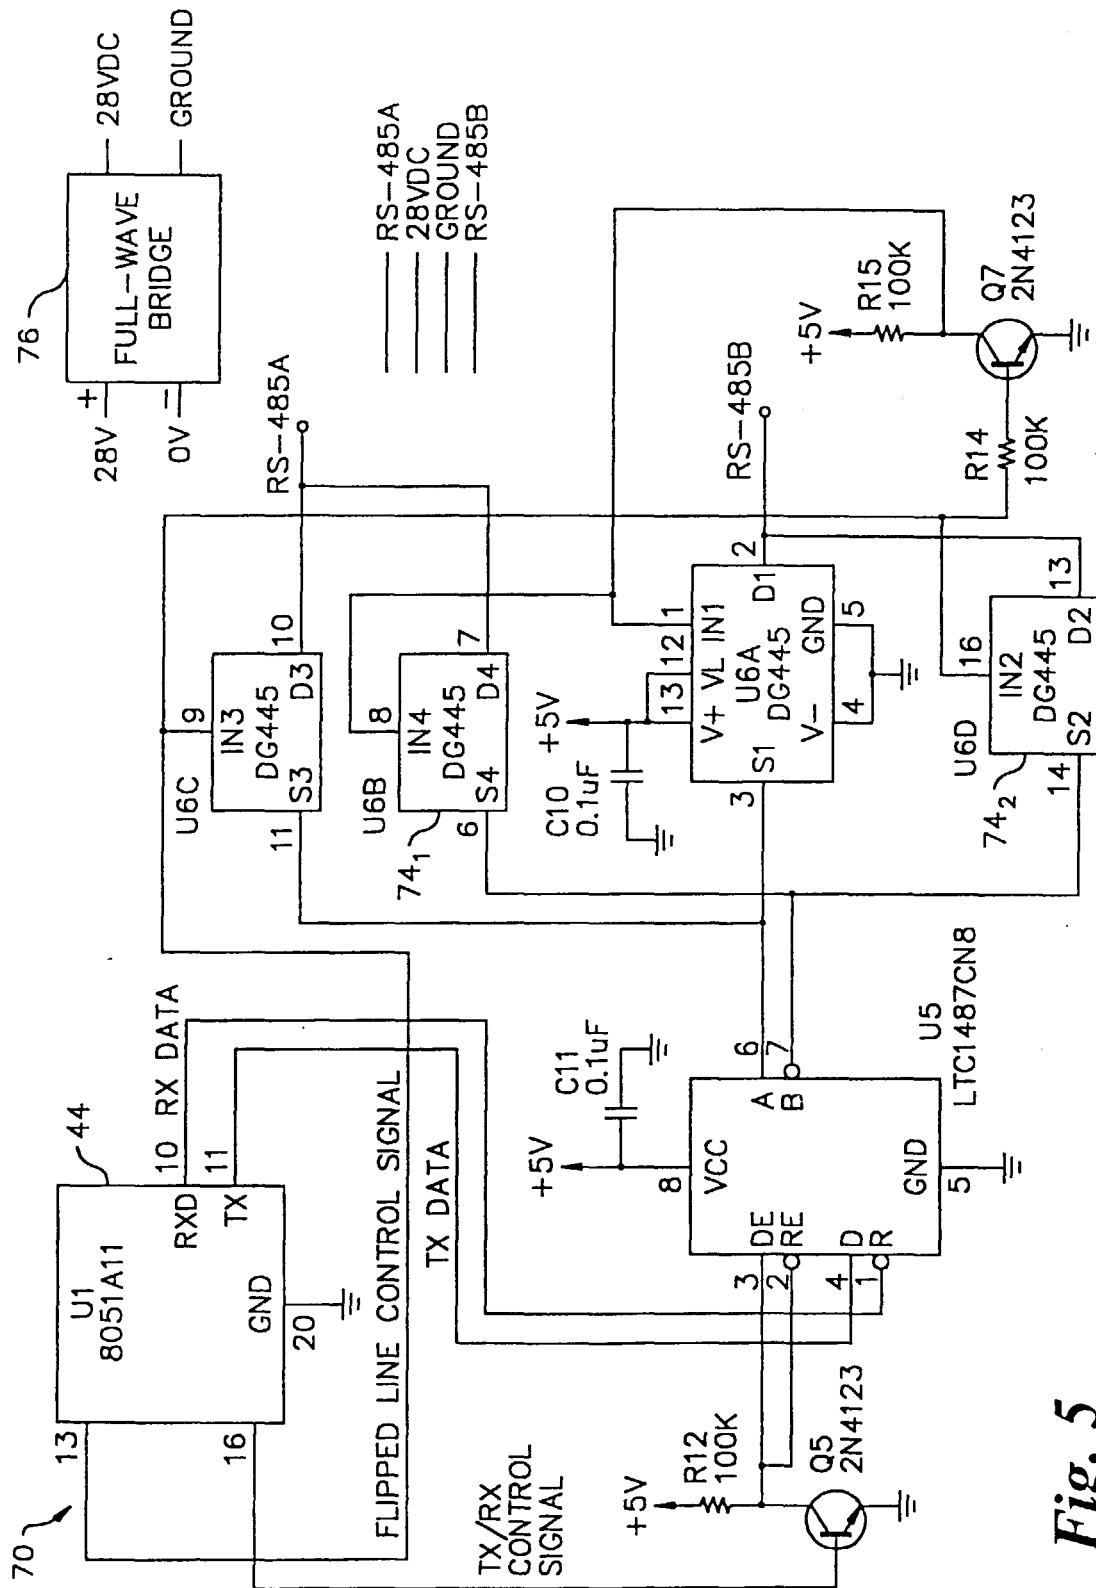 70
13
16
U1
8051A11
44
GND
20
RXD
TX
10 RX DATA
11
FLIPPED LINE CONTROL SIGNAL
TX DATA
TX/RX
CONTROL
SIGNAL
+5V
R12
100K
Q5
2N4123
3
2
4
1
DE
RE
D
R
8
VCC
+5V
C11
0.1uF
A
B
6
7
GND
5
U5
LTC1487CN8
U6C
9
IN3
DG445
S3
D3
11
10
U6B
8
IN4
DG445
S4
D4
6
7
74₁
RS-485A
+5V
C10
0.1uF
13
12
1
V+
VL
IN1
U6A
DG445
S1
D1
3
2
V-
GND
4
5
RS-485B
U6D
16
IN2
DG445
S2
D2
14
13
74₂
R14
100K
+5V
R15
100K
Q7
2N4123
76
28V
+
0V
−
FULL-WAVE
BRIDGE
28VDC
GROUND
RS-485A
28VDC
GROUND
RS-485B
Fig. 5